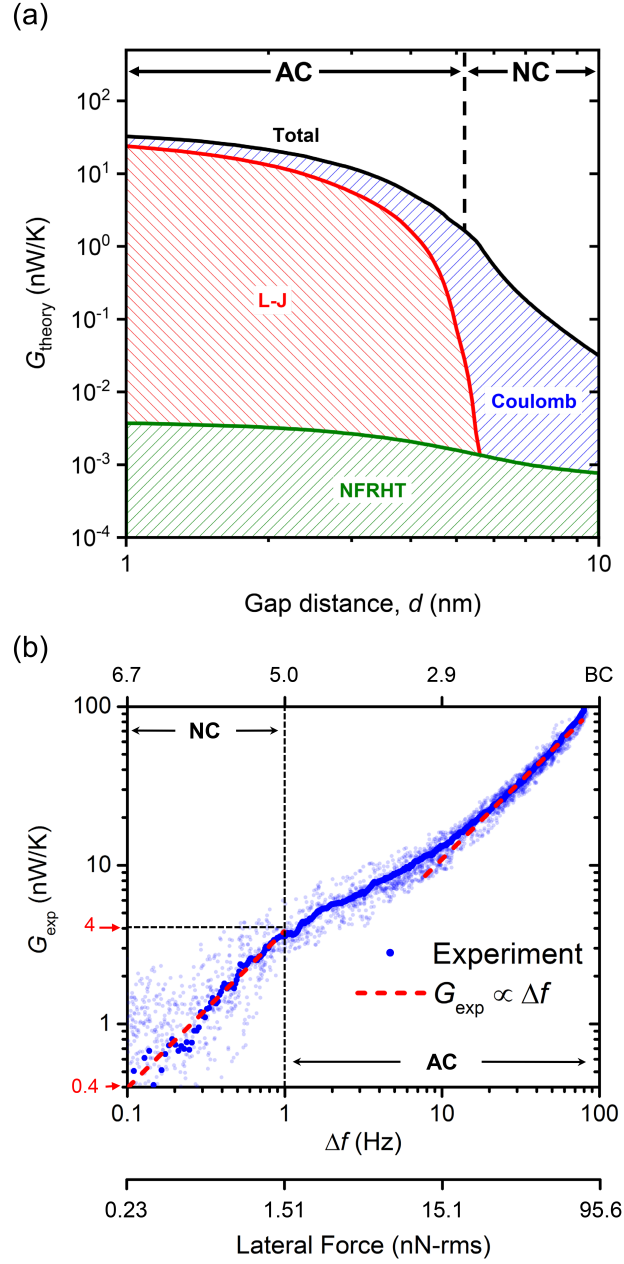 (a)
AC NC
10^2
Total
10^1
10^0
L-J
10^-1
10^-2
Coulomb
10^-3
NFRHT
10^-4
G_theory (nW/K)
1 10
Gap distance, d (nm)
(b)
6.7 5.0 2.9 BC
100
NC
10
G_exp (nW/K)
4
Experiment
G_exp ∝ Δf
1
AC
0.4
0.1 1 10 100
Δf (Hz)
0.23 1.51 15.1 95.6
Lateral Force (nN-rms)